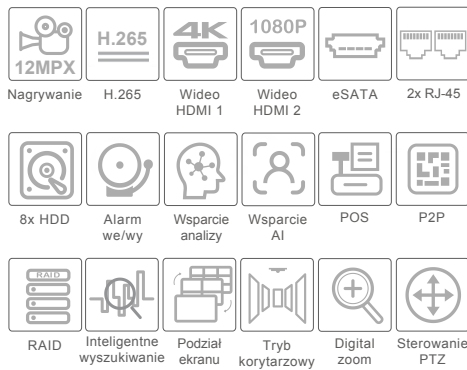 12MPX
H.265
4K
1080P
Nagrywanie
H.265
Wideo
HDMI 1
Wideo
HDMI 2
eSATA
2x RJ-45
AI
8x HDD
Alarm
we/wy
Wsparcie
analizy
Wsparcie
AI
POS
P2P
RAID
RAID
Inteligentne
wyszukiwanie
Podział
ekranu
Tryb
korytarzowy
Digital
zoom
Sterowanie
PTZ